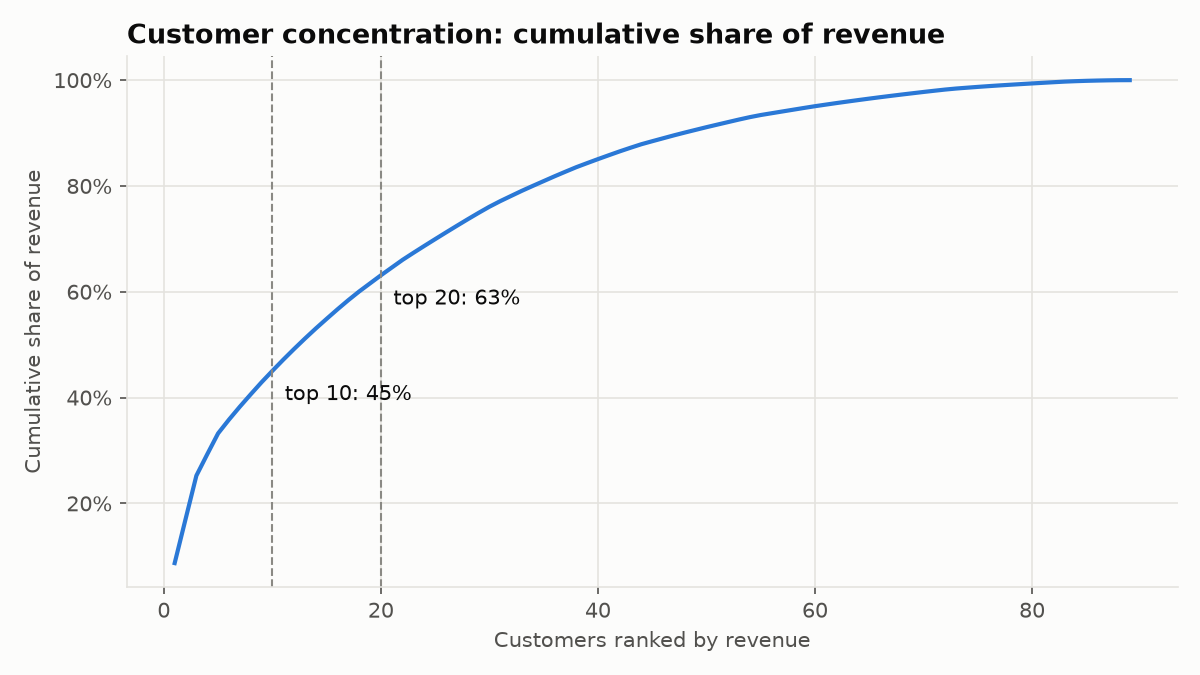 Customer concentration: cumulative share of revenue
Cumulative share of revenue
100%
80%
60%
40%
20%
top 20: 63%
top 10: 45%
0 20 40 60 80
Customers ranked by revenue